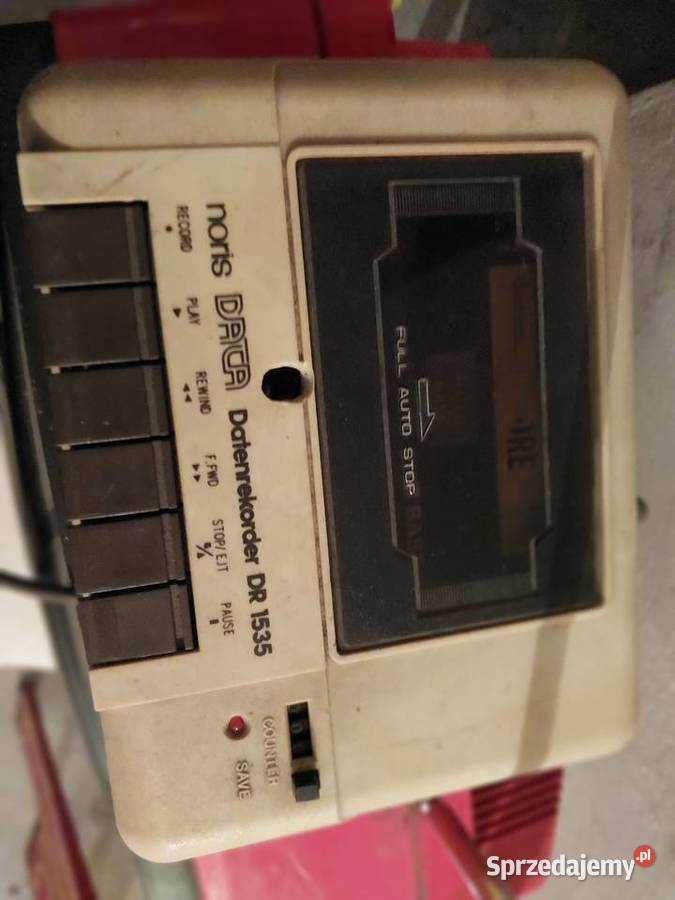 FULL AUTO STOP
noris DATA Datenrekorder DR 1535
RECORD PLAY REWIND F.FWD STOP/EJT PAUSE
COUNTER
SAVE
Sprzedajemy.pl